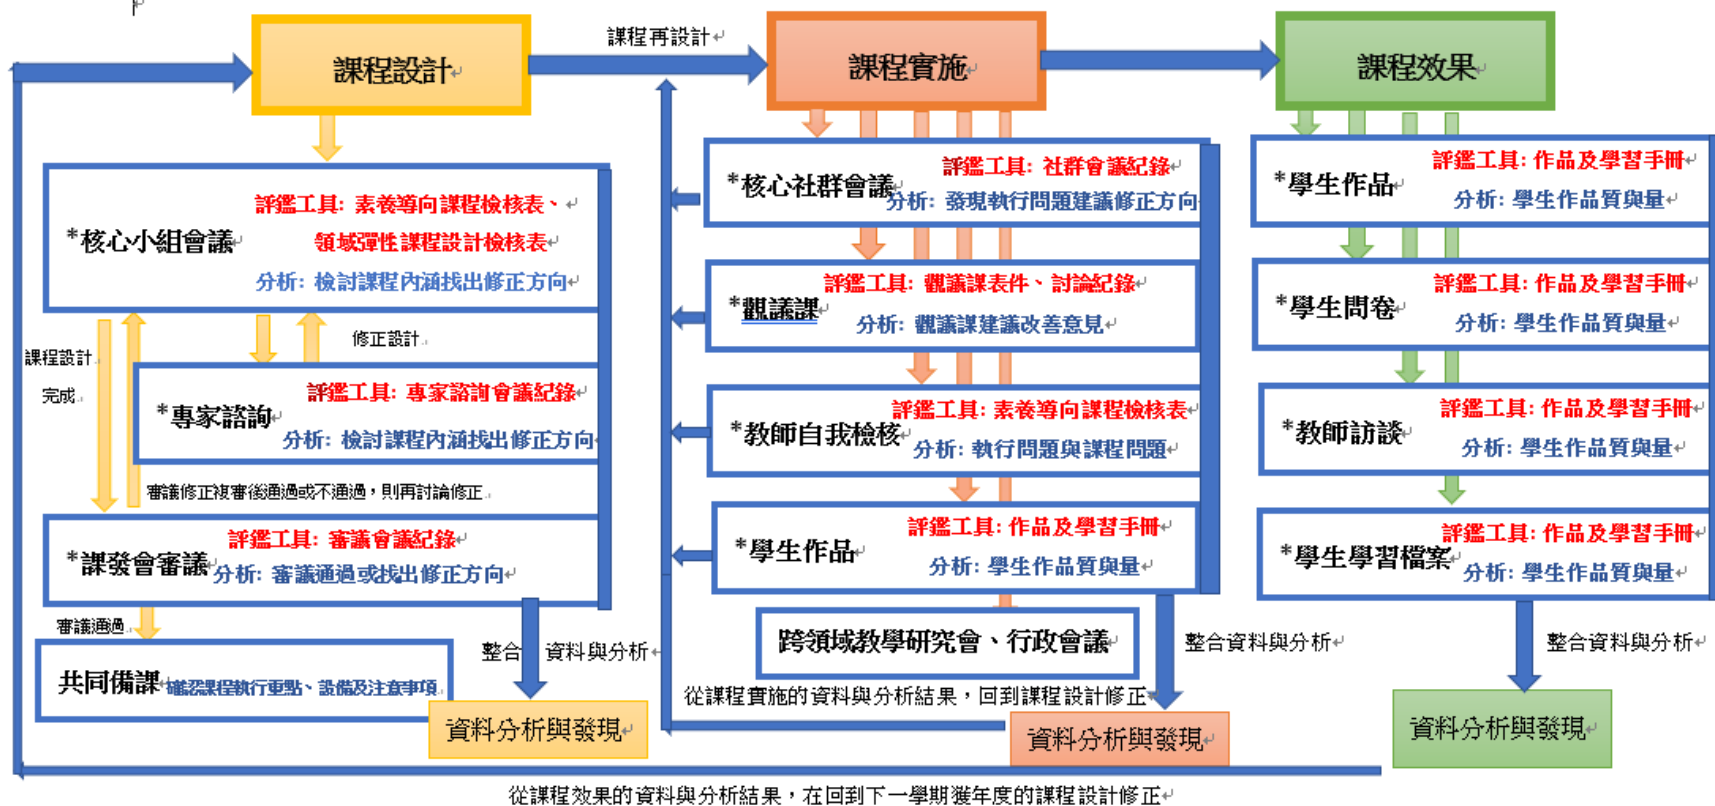 課程設計
課程再設計
課程實施
課程效果
*核心小組會議
評鑑工具: 素養導向課程檢核表、
領域彈性課程設計檢核表
分析: 檢討課程內涵找出修正方向
課程設計
完成
修正設計
*專家諮詢
評鑑工具: 專家諮詢會議紀錄
分析: 檢討課程內涵找出修正方向
審議修正複審後通過或不通過，則再討論修正
*課發會審議
評鑑工具: 審議會議紀錄
分析: 審議通過或找出修正方向
審議通過
共同備課 確認課程執行重點、設備及注意事項
整合 資料與分析
資料分析與發現
*核心社群會議
評鑑工具: 社群會議紀錄
分析: 發現執行問題建議修正方向
*觀議課
評鑑工具: 觀議課表件、討論紀錄
分析: 觀議課建議改善意見
*教師自我檢核
評鑑工具: 素養導向課程檢核表
分析: 執行問題與課程問題
*學生作品
評鑑工具: 作品及學習手冊
分析: 學生作品質與量
跨領域教學研究會、行政會議
整合資料與分析
從課程實施的資料與分析結果，回到課程設計修正
資料分析與發現
*學生作品
評鑑工具: 作品及學習手冊
分析: 學生作品質與量
*學生問卷
評鑑工具: 作品及學習手冊
分析: 學生作品質與量
*教師訪談
評鑑工具: 作品及學習手冊
分析: 學生作品質與量
*學生學習檔案
評鑑工具: 作品及學習手冊
分析: 學生作品質與量
整合資料與分析
資料分析與發現
從課程效果的資料與分析結果，在回到下一學期獲年度的課程設計修正